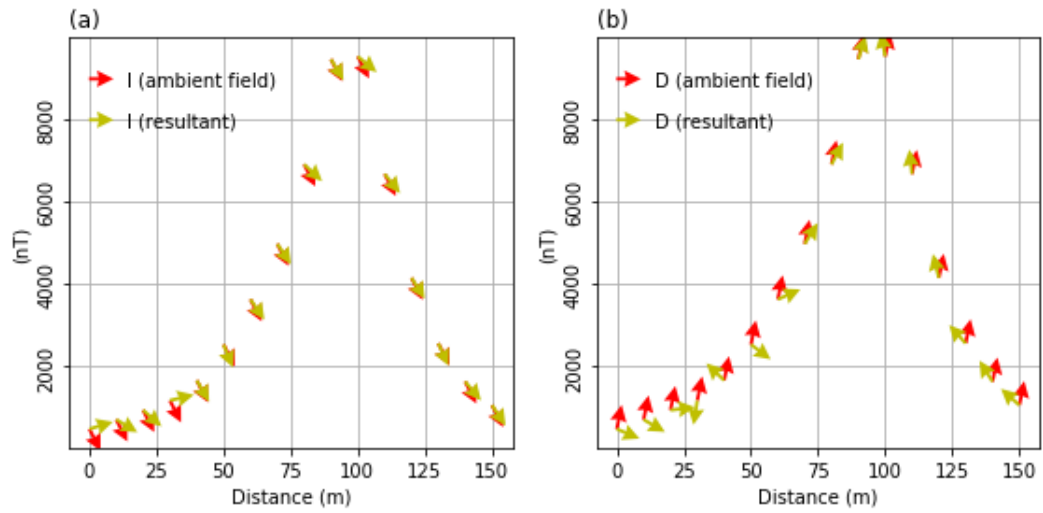 (a)
I (ambient field)
I (resultant)
8000
6000
4000
2000
(nT)
0 25 50 75 100 125 150
Distance (m)
(b)
D (ambient field)
D (resultant)
8000
6000
4000
2000
(nT)
0 25 50 75 100 125 150
Distance (m)